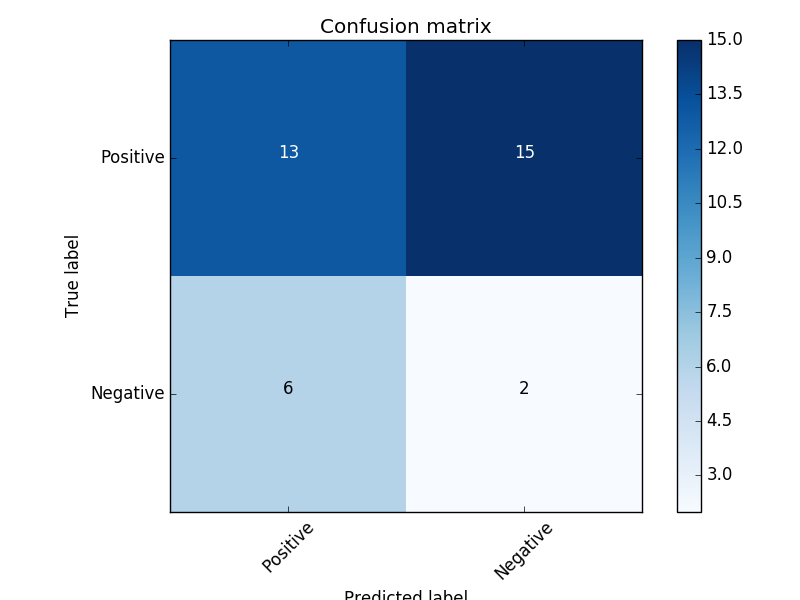 Confusion matrix
True label
Positive
13
15
Negative
6
2
Positive
Negative
Predicted label
15.0
13.5
12.0
10.5
9.0
7.5
6.0
4.5
3.0